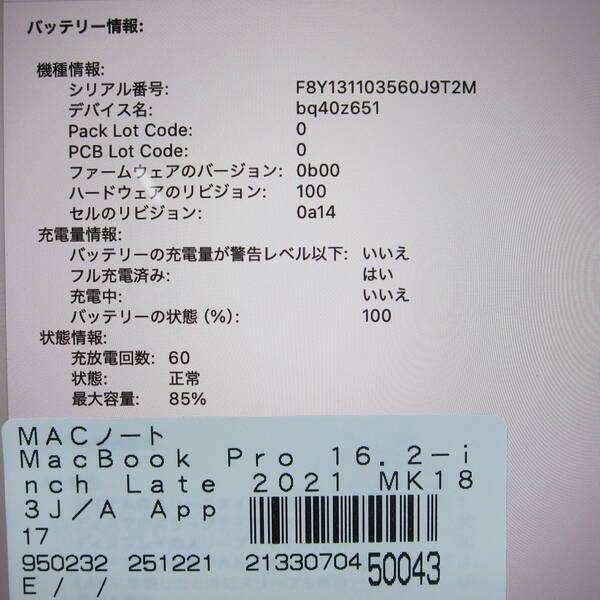 バッテリー情報:
機種情報:
シリアル番号: F8Y131103560J9T2M
デバイス名: bq40z651
Pack Lot Code: 0
PCB Lot Code: 0
ファームウェアのバージョン: 0b00
ハードウェアのリビジョン: 100
セルのリビジョン: 0a14
充電量情報:
バッテリーの充電量が警告レベル以下: いいえ
フル充電済み: はい
充電中: いいえ
バッテリーの状態 (%): 100
状態情報:
充放電回数: 60
状態: 正常
最大容量: 85%
MACノート
MacBook Pro 16.2-i
nch Late 2021 MK18
3J/A App
17
950232 251221 21330704 50043
E / /